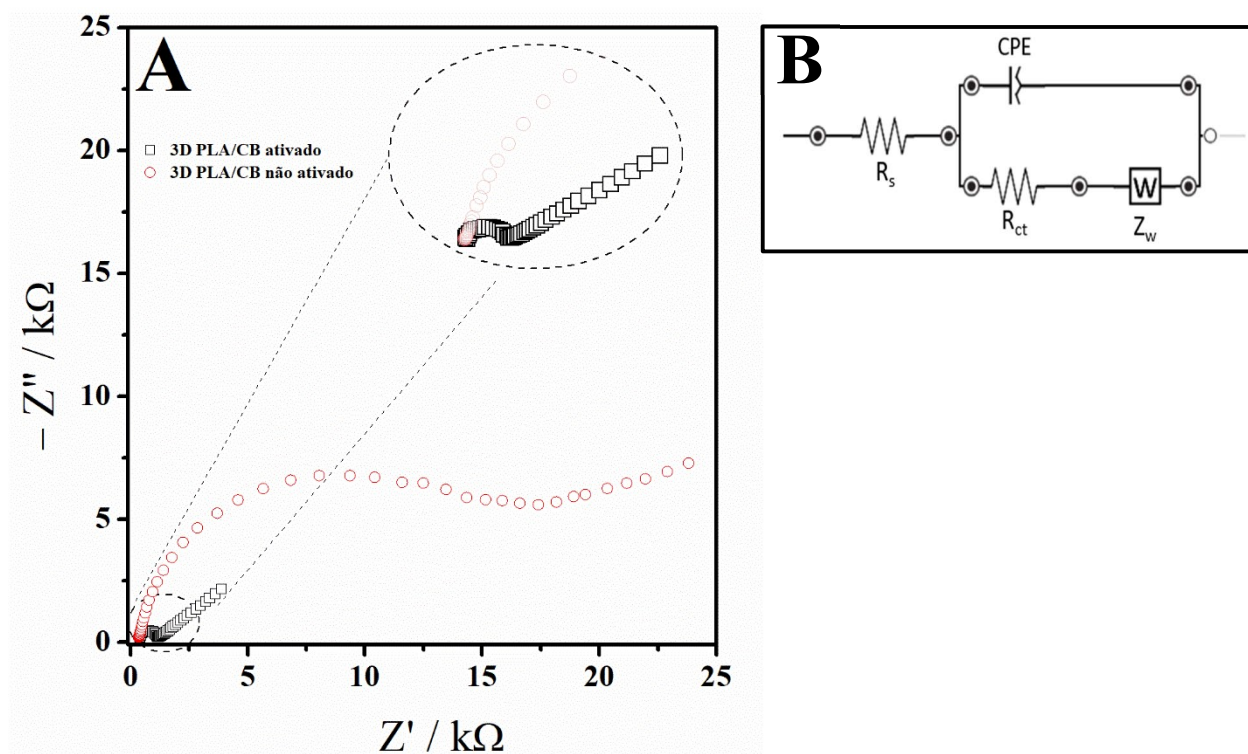 A
25
20
15
10
5
0
0
5
10
15
20
25
– Z" / kΩ
Z' / kΩ
3D PLA/CB ativado
3D PLA/CB não ativado
B
CPE
Rs
Rct
W
Zw